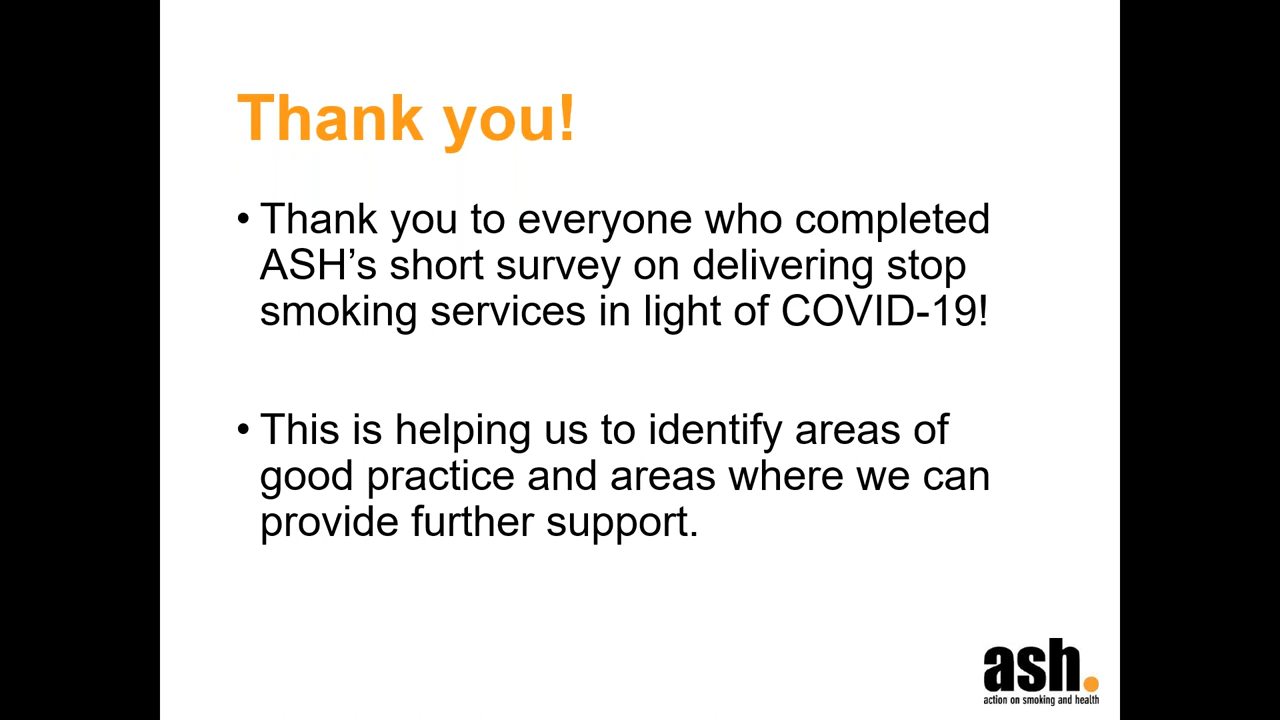 Thank you!
• Thank you to everyone who completed
ASH’s short survey on delivering stop
smoking services in light of COVID-19!
• This is helping us to identify areas of
good practice and areas where we can
provide further support.
ash.
action on smoking and health